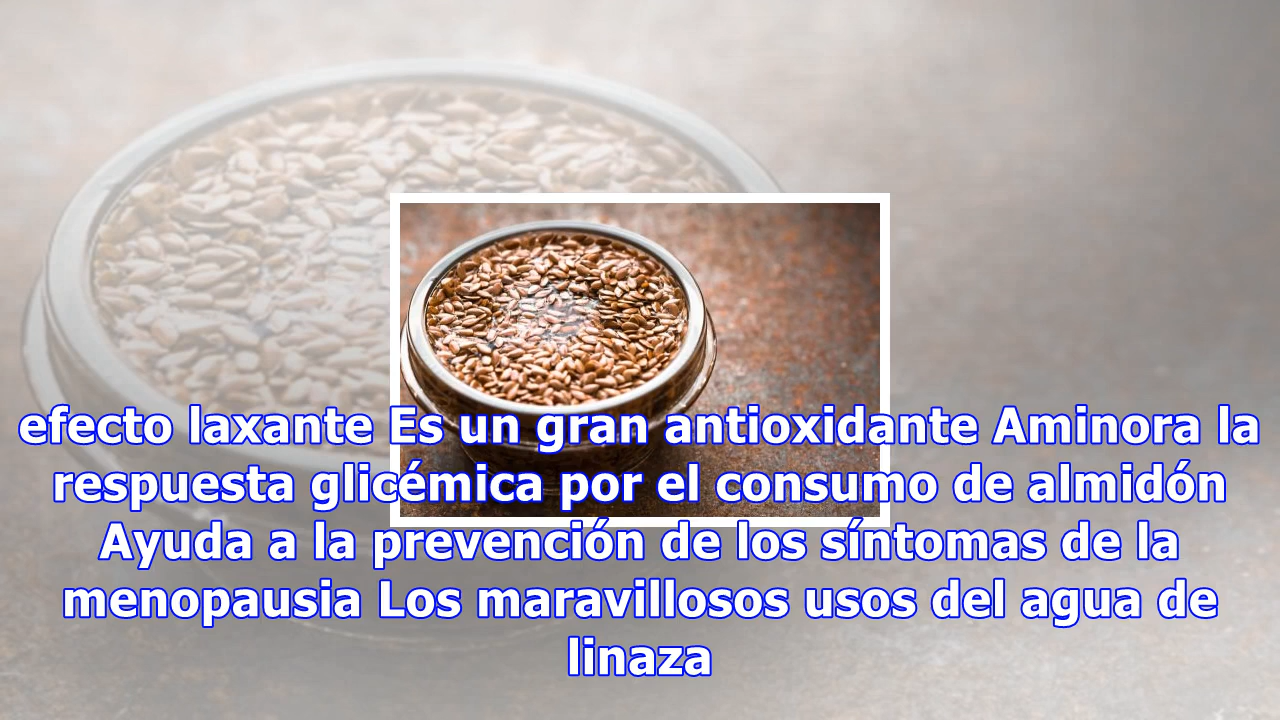 efecto laxante Es un gran antioxidante Aminora la
respuesta glicémica por el consumo de almidón
Ayuda a la prevención de los síntomas de la
menopausia Los maravillosos usos del agua de
linaza